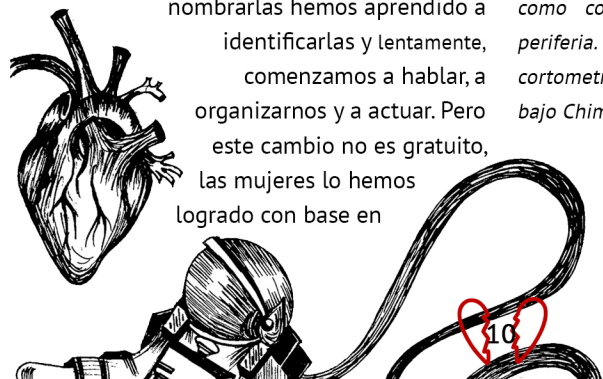 nombrarlas hemos aprendido a
identificarlas y lentamente,
comenzamos a hablar, a
organizarnos y a actuar. Pero
este cambio no es gratuito,
las mujeres lo hemos
logrado con base en
como
periferia.
bajo
10